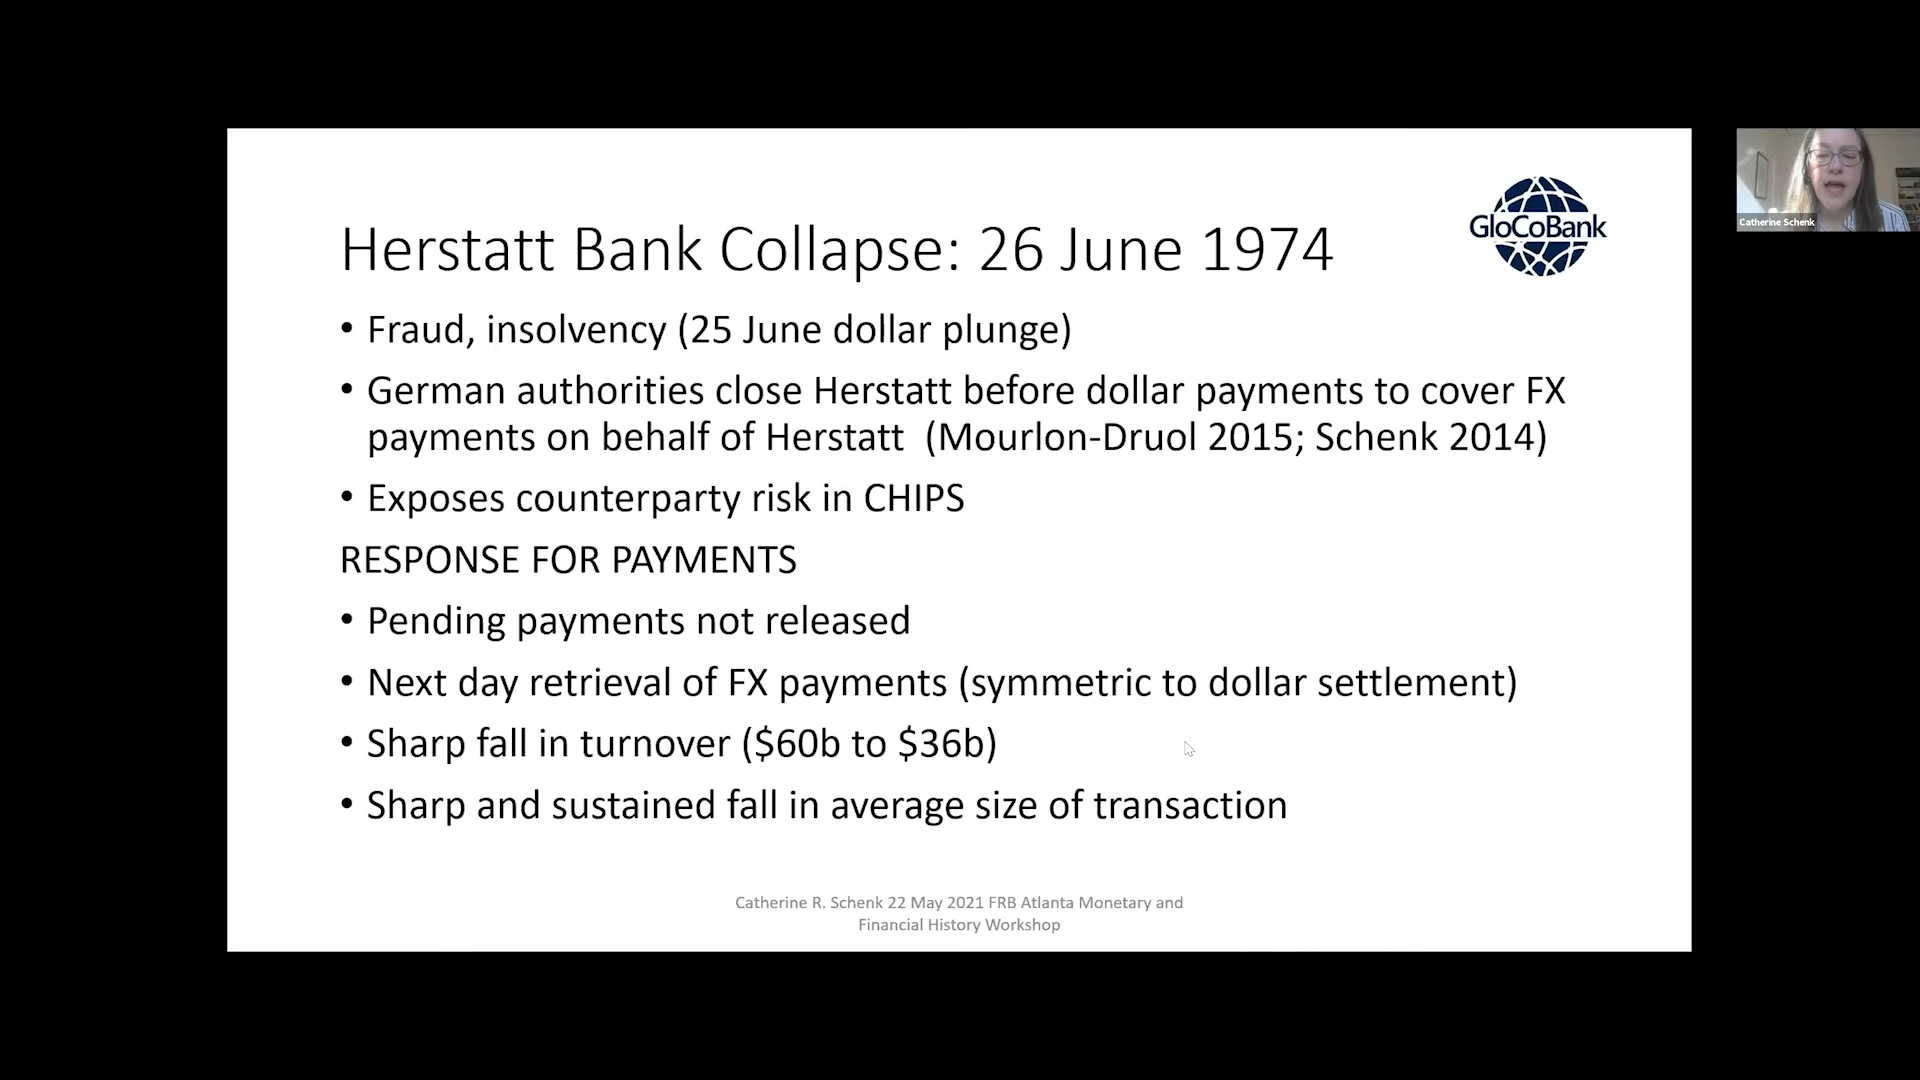 GloCoBank
Catherine Schenk
Herstatt Bank Collapse: 26 June 1974
• Fraud, insolvency (25 June dollar plunge)
• German authorities close Herstatt before dollar payments to cover FX
payments on behalf of Herstatt (Mourlon-Druol 2015; Schenk 2014)
• Exposes counterparty risk in CHIPS
RESPONSE FOR PAYMENTS
• Pending payments not released
• Next day retrieval of FX payments (symmetric to dollar settlement)
• Sharp fall in turnover ($60b to $36b)
• Sharp and sustained fall in average size of transaction
Catherine R. Schenk 22 May 2021 FRB Atlanta Monetary and
Financial History Workshop